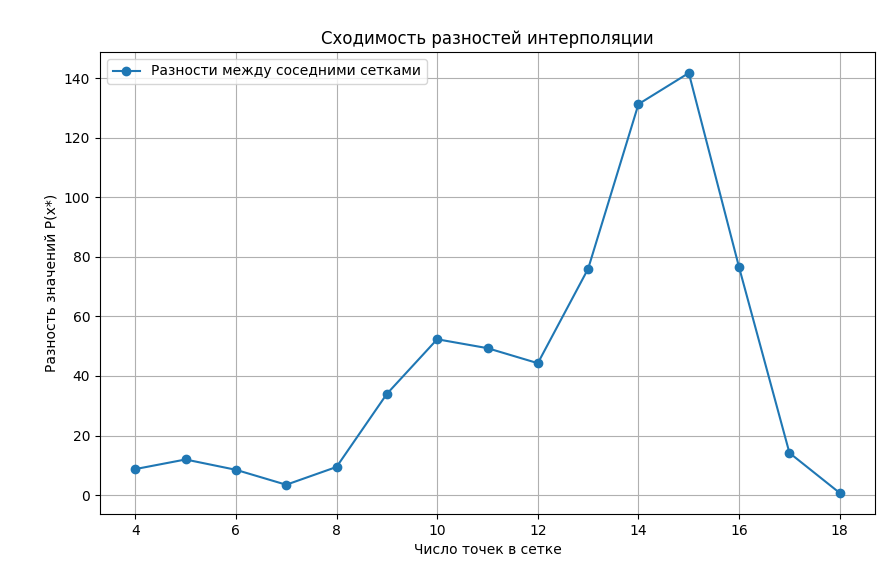 Сходимость разностей интерполяции
Разности между соседними сетками
Разность значений P(x*)
140
120
100
80
60
40
20
0
4 6 8 10 12 14 16 18
Число точек в сетке